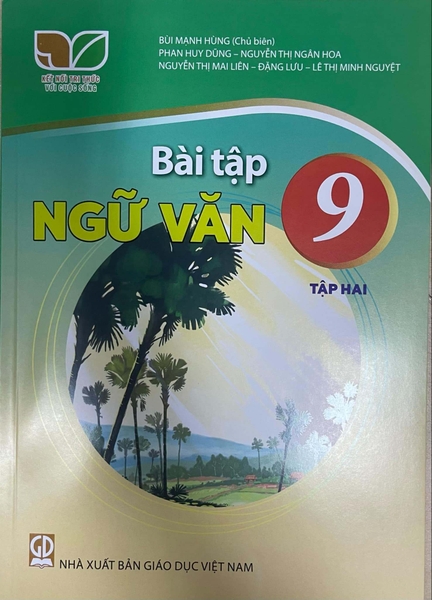 BÙI MẠNH HÙNG (Chủ biên)
PHAN HUY DŨNG – NGUYỄN THỊ NGÂN HOA
NGUYỄN THỊ MAI LIÊN – ĐẶNG LƯU – LÊ THỊ MINH NGUYỆT
KẾT NỐI TRI THỨC
VỚI CUỘC SỐNG
Bài tập
NGỮ VĂN 9
TẬP HAI
GD
NHÀ XUẤT BẢN GIÁO DỤC VIỆT NAM